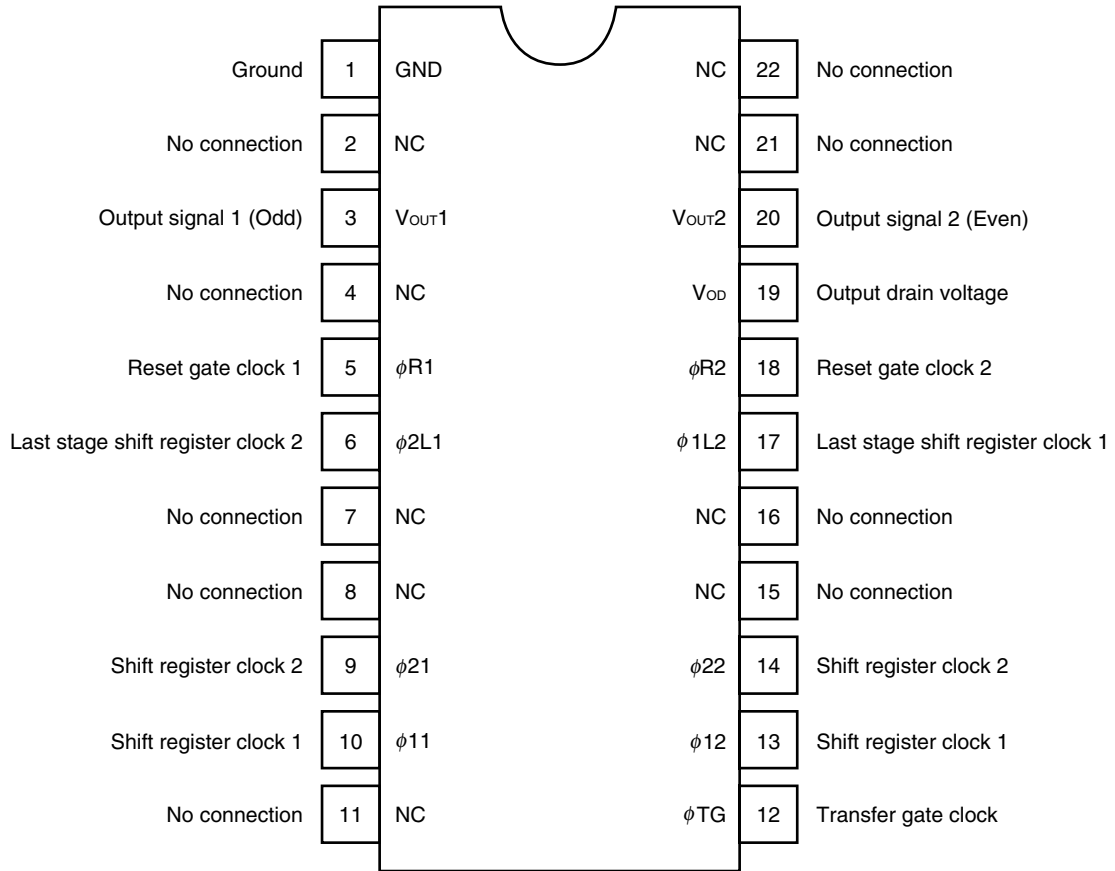 Ground 1 GND NC 22 No connection
No connection 2 NC NC 21 No connection
Output signal 1 (Odd) 3 VOUT1 VOUT2 20 Output signal 2 (Even)
No connection 4 NC VOD 19 Output drain voltage
Reset gate clock 1 5 ϕR1 ϕR2 18 Reset gate clock 2
Last stage shift register clock 2 6 ϕ2L1 ϕ1L2 17 Last stage shift register clock 1
No connection 7 NC NC 16 No connection
No connection 8 NC NC 15 No connection
Shift register clock 2 9 ϕ21 ϕ22 14 Shift register clock 2
Shift register clock 1 10 ϕ11 ϕ12 13 Shift register clock 1
No connection 11 NC ϕTG 12 Transfer gate clock